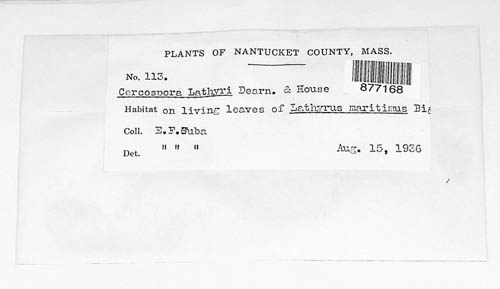 PLANTS OF NANTUCKET COUNTY, MASS.
No. 113.
877168
Cercospora Lathyri Dearn. & House
Habitat on living leaves of Lathyrus maritimus Big
Coll. E.F.Guba
Det. " " "
Aug. 15, 1936